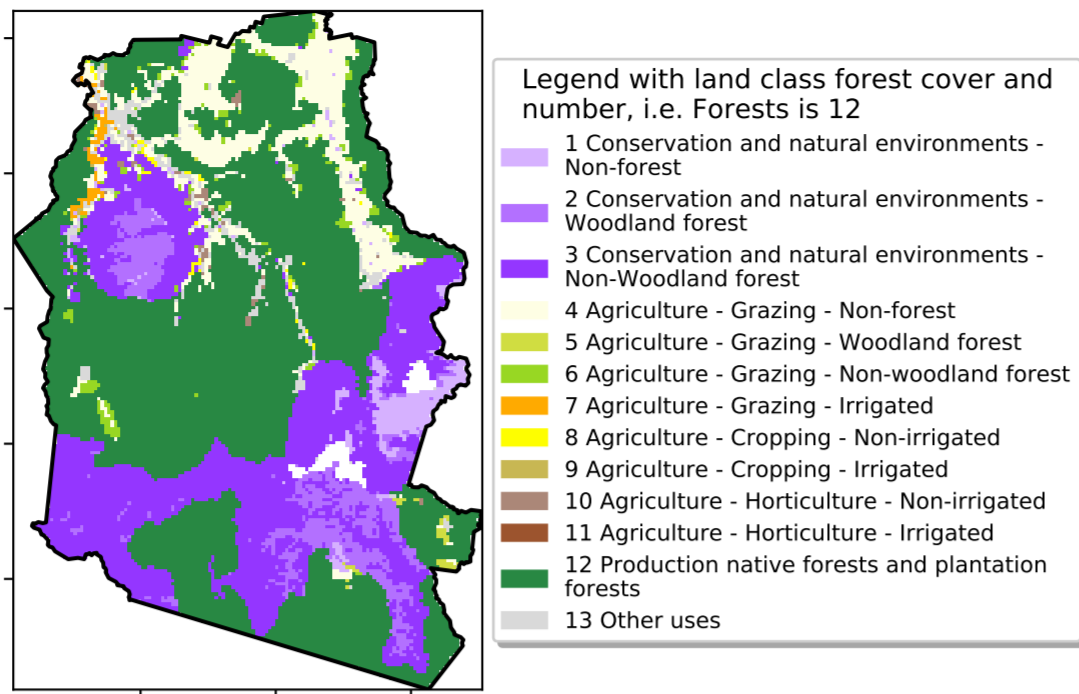 Legend with land class forest cover and
number, i.e. Forests is 12
1 Conservation and natural environments -
Non-forest
2 Conservation and natural environments -
Woodland forest
3 Conservation and natural environments -
Non-Woodland forest
4 Agriculture - Grazing - Non-forest
5 Agriculture - Grazing - Woodland forest
6 Agriculture - Grazing - Non-woodland forest
7 Agriculture - Grazing - Irrigated
8 Agriculture - Cropping - Non-irrigated
9 Agriculture - Cropping - Irrigated
10 Agriculture - Horticulture - Non-irrigated
11 Agriculture - Horticulture - Irrigated
12 Production native forests and plantation
forests
13 Other uses